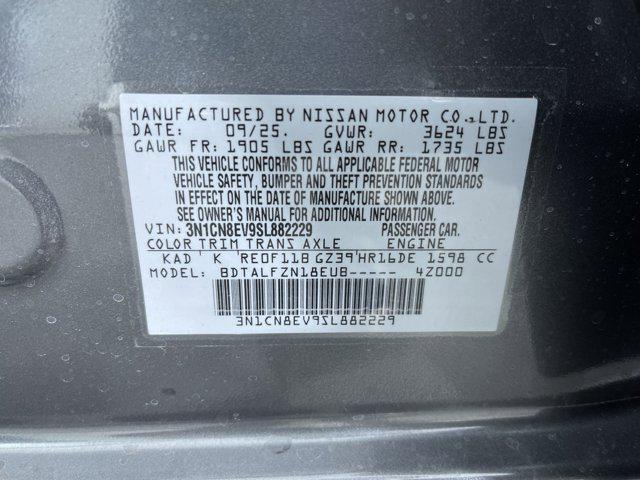 MANUFACTURED BY NISSAN MOTOR CO.,LTD.
DATE: 09/25. GVWR: 3624 LBS
GAWR FR: 1905 LBS GAWR RR: 1735 LBS
THIS VEHICLE CONFORMS TO ALL APPLICABLE FEDERAL MOTOR
VEHICLE SAFETY, BUMPER AND THEFT PREVENTION STANDARDS
IN EFFECT ON THE DATE OF MANUFACTURE SHOWN ABOVE.
SEE OWNER'S MANUAL FOR ADDITIONAL INFORMATION.
VIN: 3N1CN8EV9SL882229 PASSENGER CAR.
COLOR TRIM TRANS AXLE ENGINE
KAD' K 'RE0F11B GZ39'HR16DE 1598 CC
MODEL: BDTALFZN18EUB----- 4Z000
3N1CN8EV9SL882229